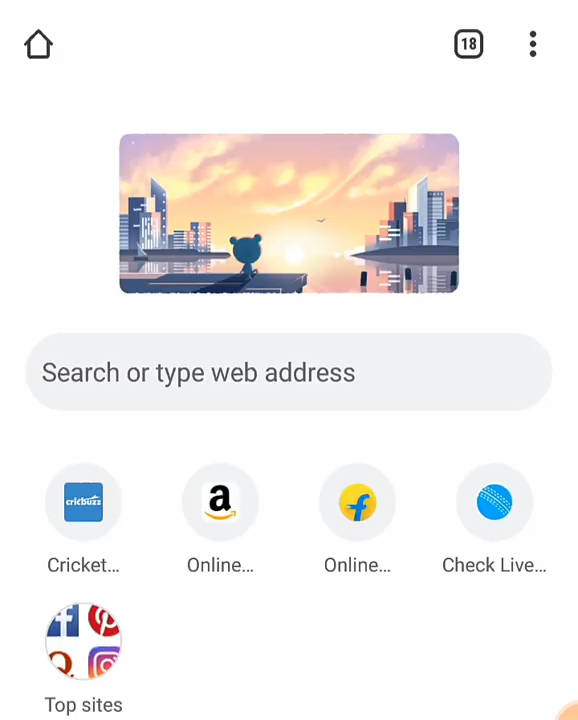 18
Search or type web address
cricbuzz
Cricket...
Online...
Online...
Check Live...
Top sites